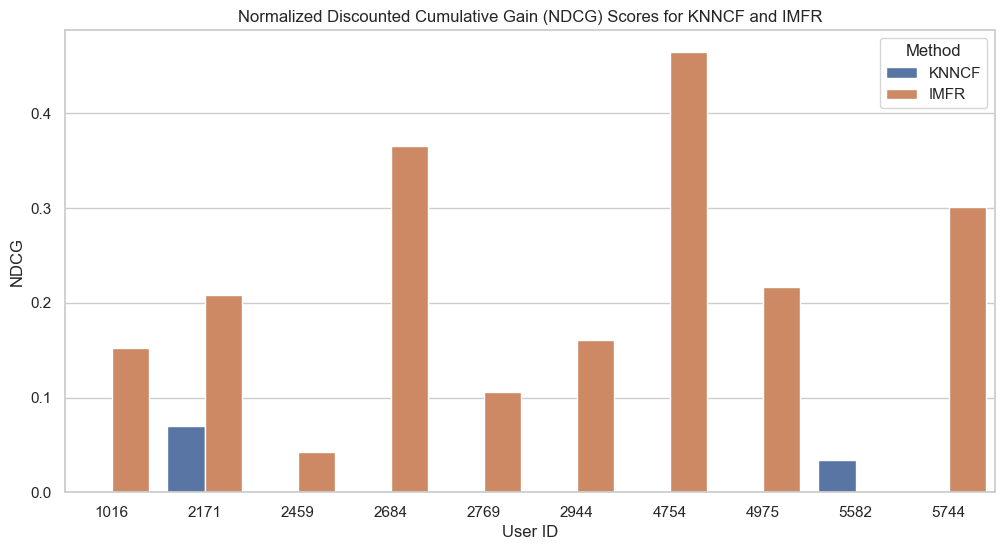 Normalized Discounted Cumulative Gain (NDCG) Scores for KNNCF and IMFR
Method
KNNCF
IMFR
NDCG
0.4
0.3
0.2
0.1
0.0
1016 2171 2459 2684 2769 2944 4754 4975 5582 5744
User ID